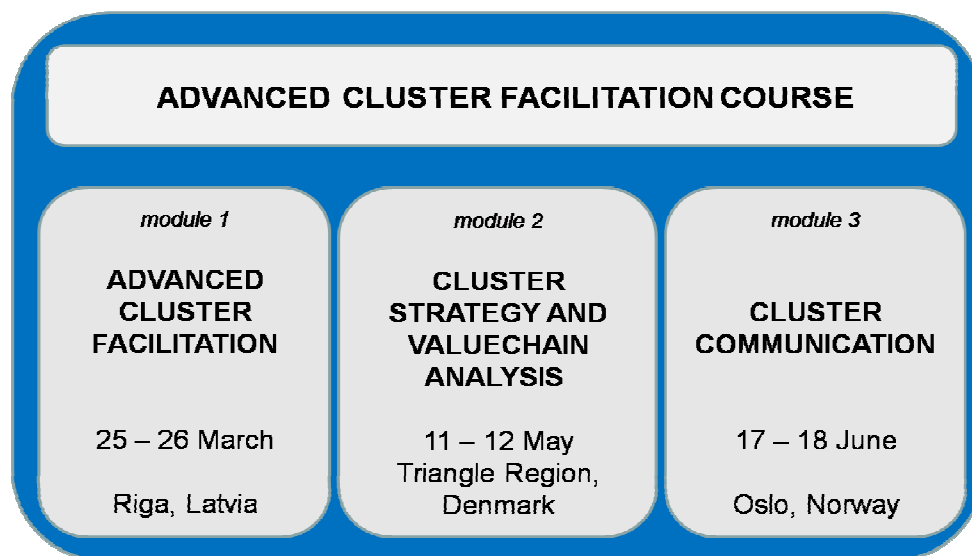 ADVANCED CLUSTER FACILITATION COURSE
module 1
ADVANCED
CLUSTER
FACILITATION
25 – 26 March
Riga, Latvia
module 2
CLUSTER
STRATEGY AND
VALUECHAIN
ANALYSIS
11 – 12 May
Triangle Region,
Denmark
module 3
CLUSTER
COMMUNICATION
17 – 18 June
Oslo, Norway